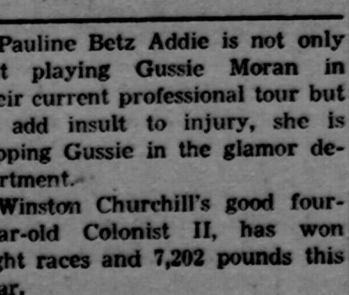 Pauline Betz Addie is not only
t playing Gussie Moran in
eir current professional tour but
add insult to injury, she is
pping Gussie in the glamor de-
rtment.
Winston Churchill's good four-
ar-old Colonist II, has won
ght races and 7,202 pounds this
ar.